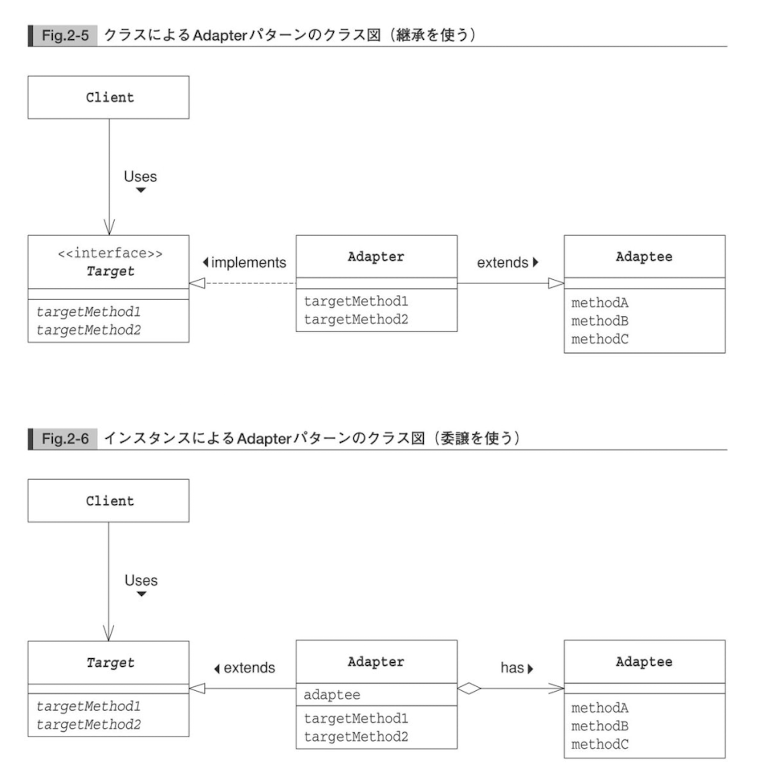 Fig.2-5 クラスによるAdapterパターンのクラス図（継承を使う）
Client
Uses
<<interface>>
Target
targetMethod1
targetMethod2
implements
Adapter
targetMethod1
targetMethod2
extends
Adaptee
methodA
methodB
methodC
Fig.2-6 インスタンスによるAdapterパターンのクラス図（委譲を使う）
Client
Uses
Target
targetMethod1
targetMethod2
extends
Adapter
adaptee
targetMethod1
targetMethod2
has
Adaptee
methodA
methodB
methodC